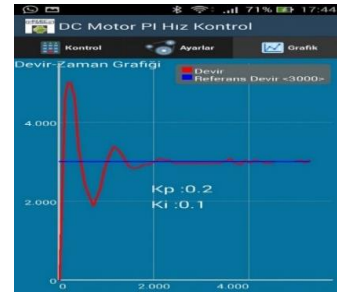 71% 17:44
DC Motor PI Hız Kontrol
Kontrol Ayarlar Grafik
Devir-Zaman Grafiği
Devir
Referans Devir <3000>
4.000
Kp :0.2
Ki :0.1
2.000
0
0 2.000 4.000